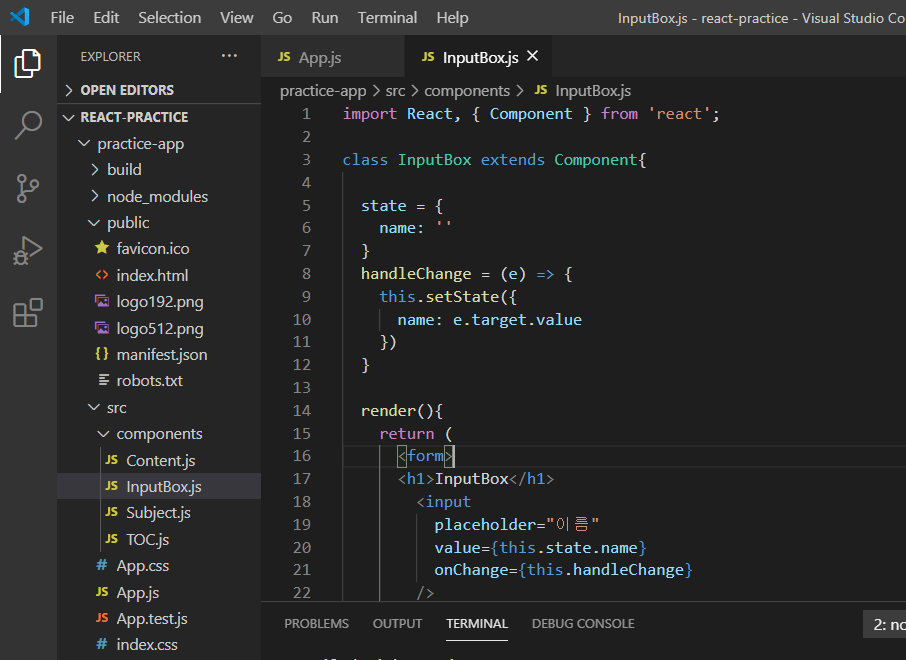 File Edit Selection View Go Run Terminal Help InputBox.js - react-practice - Visual Studio Co
EXPLORER ...
OPEN EDITORS
REACT-PRACTICE
practice-app
build
node_modules
public
favicon.ico
index.html
logo192.png
logo512.png
manifest.json
robots.txt
src
components
JS Content.js
JS InputBox.js
JS Subject.js
JS TOC.js
# App.css
JS App.js
JS App.test.js
# index.css
JS App.js JS InputBox.js
practice-app > src > components > JS InputBox.js
1 import React, { Component } from 'react';
2
3 class InputBox extends Component{
4
5 state = {
6 name: ''
7 }
8 handleChange = (e) => {
9 this.setState({
10 name: e.target.value
11 })
12 }
13
14 render(){
15 return (
16 <form>
17 <h1>InputBox</h1>
18 <input
19 placeholder="이름"
20 value={this.state.name}
21 onChange={this.handleChange}
22 />
PROBLEMS OUTPUT TERMINAL DEBUG CONSOLE 2: no